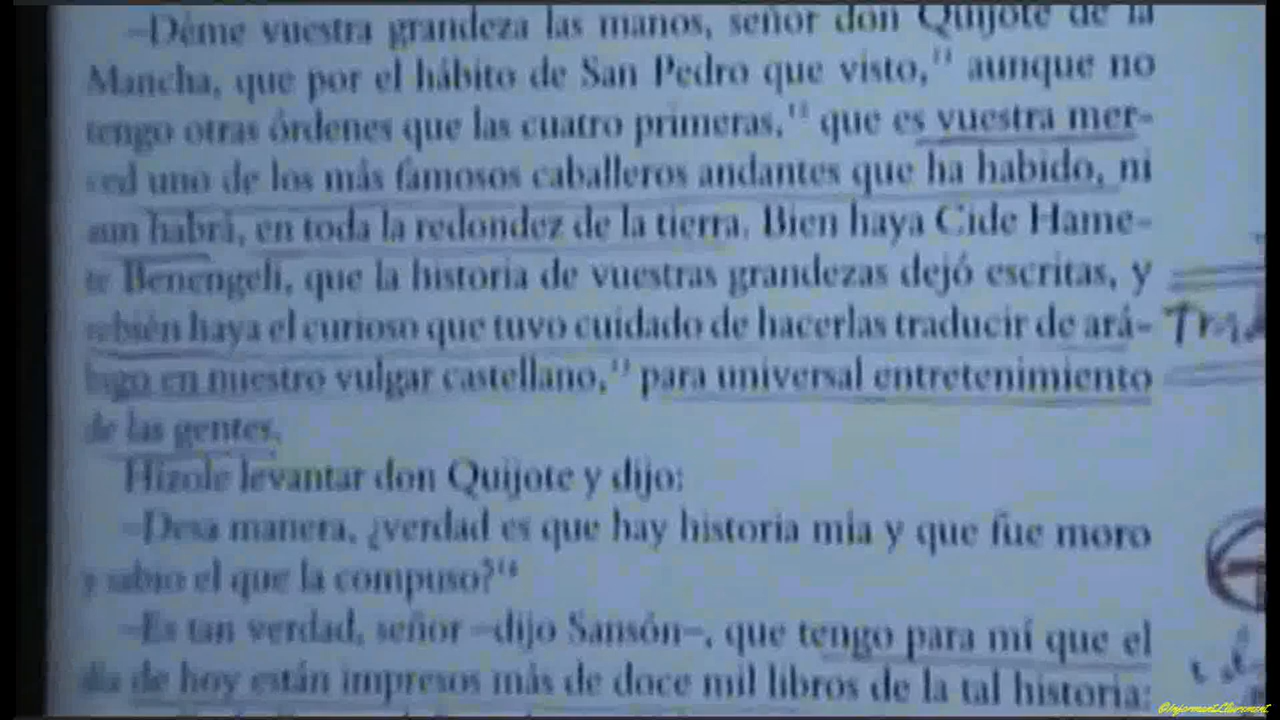 –Déme vuestra grandeza las manos, señor don Quijote de la
Mancha, que por el hábito de San Pedro que visto,¹¹ aunque no
tengo otras órdenes que las cuatro primeras,¹² que es vuestra mer-
ced uno de los más famosos caballeros andantes que ha habido, ni
aun habrá, en toda la redondez de la tierra. Bien haya Cide Hame-
te Benengeli, que la historia de vuestras grandezas dejó escritas, y
rebién haya el curioso que tuvo cuidado de hacerlas traducir de ará-
bigo en nuestro vulgar castellano,¹³ para universal entretenimiento
de las gentes.
Hízole levantar don Quijote y dijo:
–Desa manera, ¿verdad es que hay historia mía y que fue moro
y sabio el que la compuso?¹⁴
–Es tan verdad, señor –dijo Sansón–, que tengo para mí que el
día de hoy están impresos más de doce mil libros de la tal historia:
@InformantLliurement